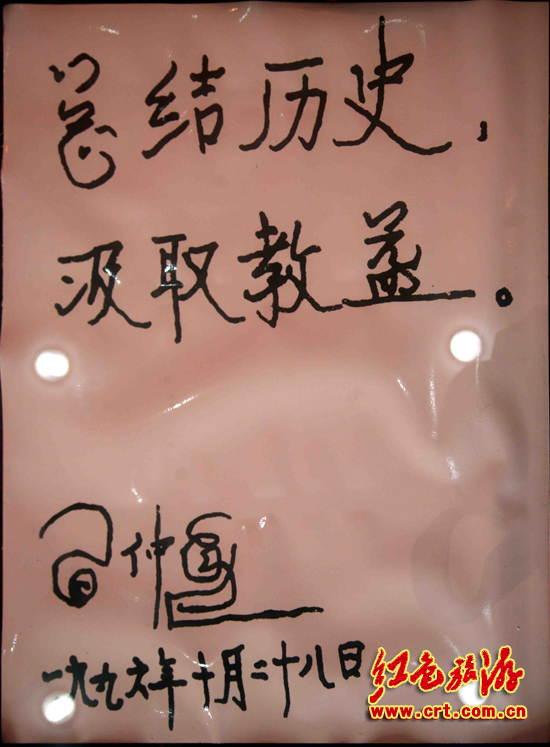 总结历史，
汲取教益。
习仲勋
一九九六年十月二十八日
红色旅游
www.crt.com.cn